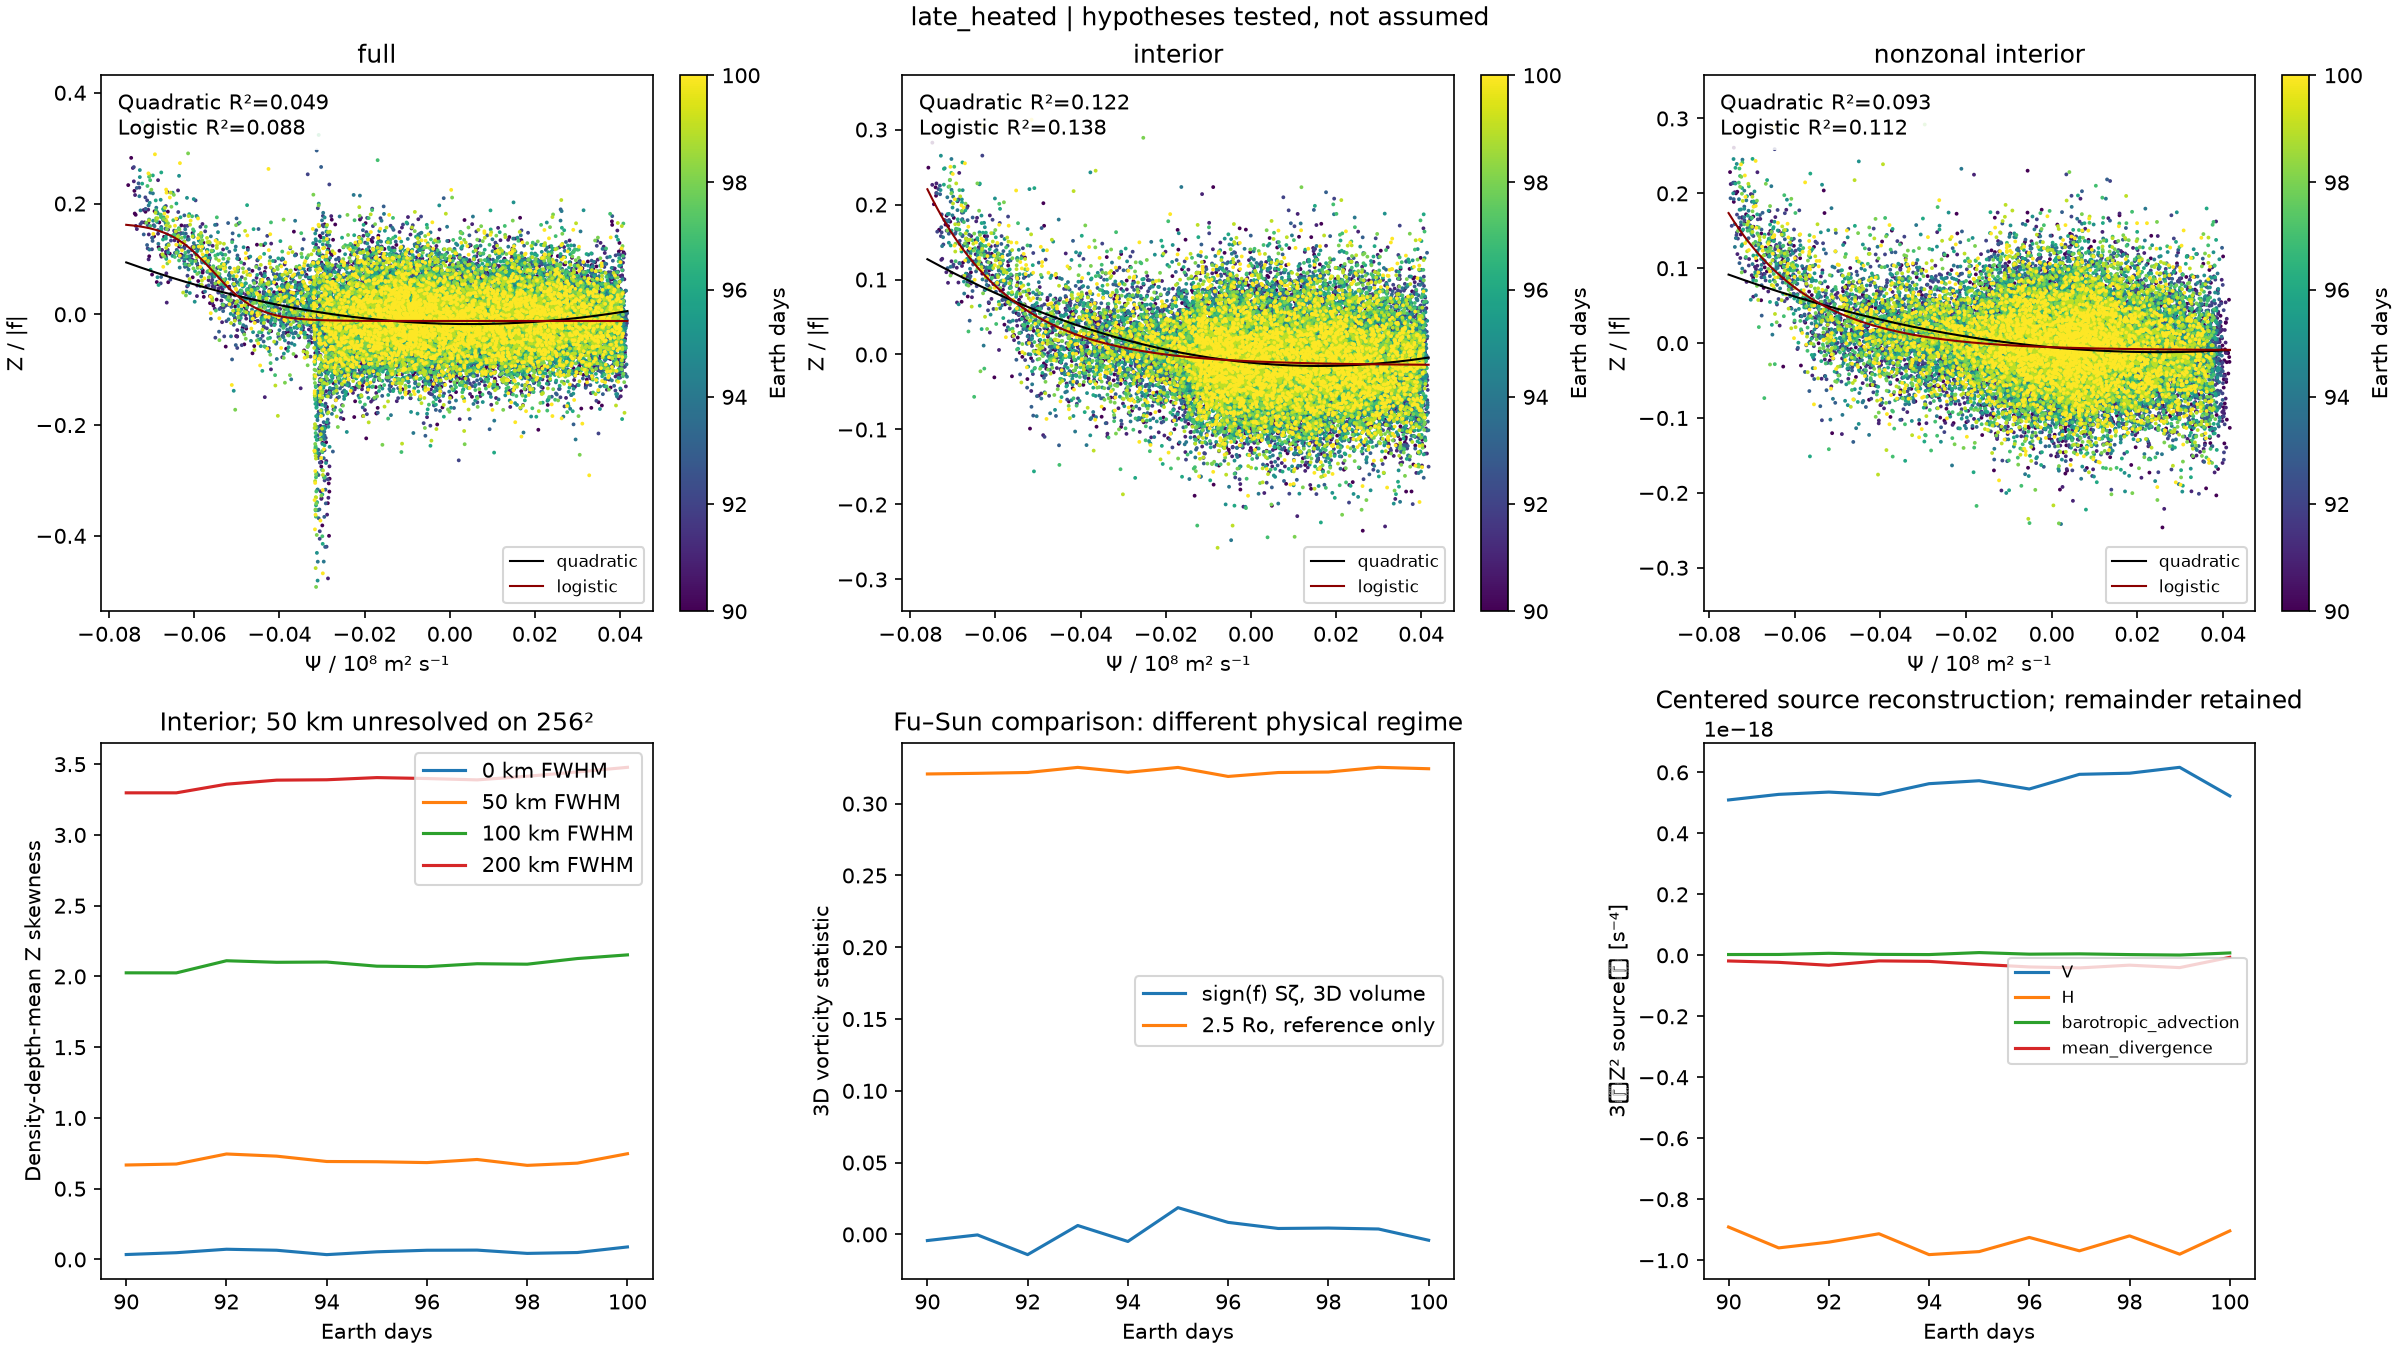 late_heated | hypotheses tested, not assumed
full
Quadratic R²=0.049
Logistic R²=0.088
quadratic
logistic
0.4
0.2
0.0
−0.2
−0.4
Z / |f|
−0.08 −0.06 −0.04 −0.02 0.00 0.02 0.04
Ψ / 10⁸ m² s⁻¹
100
98
96
94
92
90
Earth days
interior
Quadratic R²=0.122
Logistic R²=0.138
quadratic
logistic
0.3
0.2
0.1
0.0
−0.1
−0.2
−0.3
Z / |f|
−0.08 −0.06 −0.04 −0.02 0.00 0.02 0.04
Ψ / 10⁸ m² s⁻¹
100
98
96
94
92
90
Earth days
nonzonal interior
Quadratic R²=0.093
Logistic R²=0.112
quadratic
logistic
0.3
0.2
0.1
0.0
−0.1
−0.2
−0.3
Z / |f|
−0.08 −0.06 −0.04 −0.02 0.00 0.02 0.04
Ψ / 10⁸ m² s⁻¹
100
98
96
94
92
90
Earth days
Interior; 50 km unresolved on 256²
0 km FWHM
50 km FWHM
100 km FWHM
200 km FWHM
3.5
3.0
2.5
2.0
1.5
1.0
0.5
0.0
Density-depth-mean Z skewness
90 92 94 96 98 100
Earth days
Fu–Sun comparison: different physical regime
sign(f) Sζ, 3D volume
2.5 Ro, reference only
0.30
0.25
0.20
0.15
0.10
0.05
0.00
3D vorticity statistic
90 92 94 96 98 100
Earth days
Centered source reconstruction; remainder retained
1e−18
V
H
barotropic_advection
mean_divergence
0.6
0.4
0.2
0.0
−0.2
−0.4
−0.6
−0.8
−1.0
Z² source [s⁻⁴]
90 92 94 96 98 100
Earth days